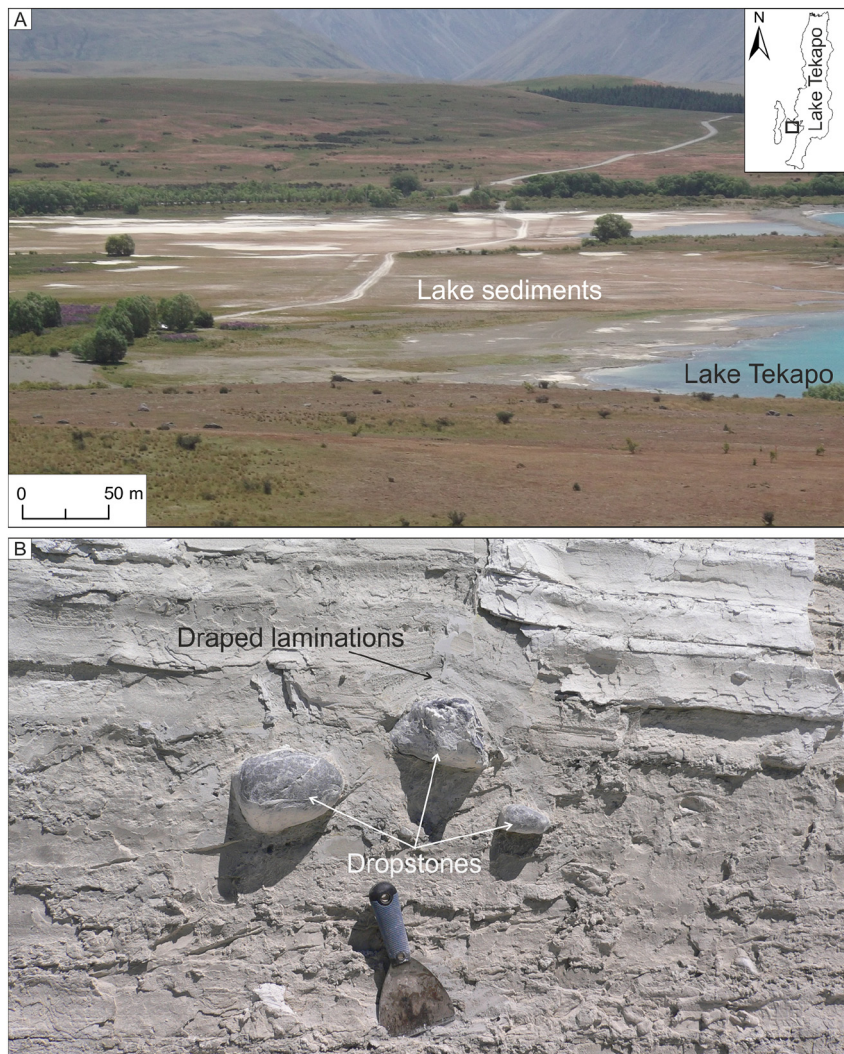 A
N
Lake Tekapo
Lake sediments
Lake Tekapo
0 50 m
B
Draped laminations
Dropstones